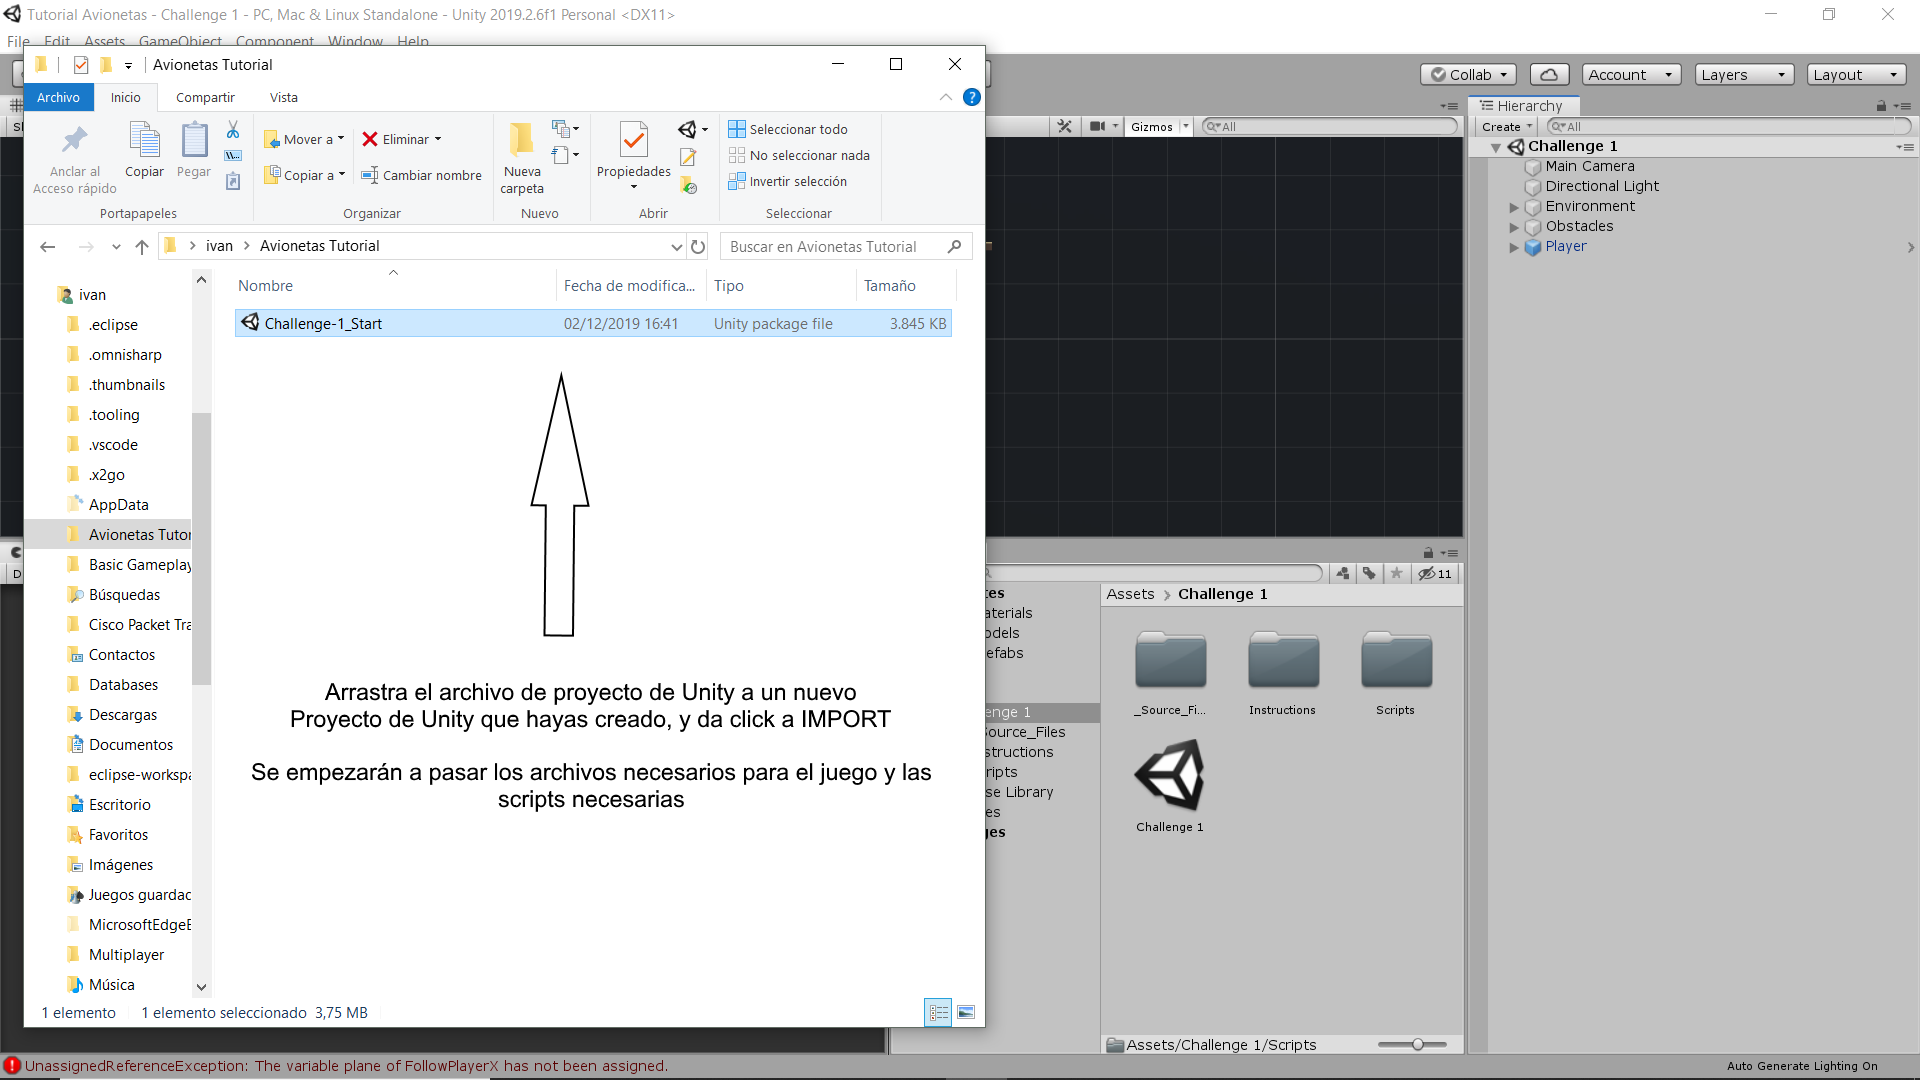 Tutorial Avionetas - Challenge 1 - PC, Mac & Linux Standalone - Unity 2019.2.6f1 Personal <DX11>
File Edit Assets GameObject Component Window Help
Avionetas Tutorial
Archivo Inicio Compartir Vista
Anclar al Acceso rápido
Copiar
Pegar
Portapapeles
Mover a
Copiar a
Eliminar
Cambiar nombre
Organizar
Nueva carpeta
Nuevo
Propiedades
Abrir
Seleccionar todo
No seleccionar nada
Invertir selección
Seleccionar
ivan > Avionetas Tutorial
Buscar en Avionetas Tutorial
Nombre Fecha de modifica... Tipo Tamaño
Challenge-1_Start 02/12/2019 16:41 Unity package file 3.845 KB
ivan
.eclipse
.omnisharp
.thumbnails
.tooling
.vscode
.x2go
AppData
Avionetas Tutor
Basic Gameplay
Búsquedas
Cisco Packet Tra
Contactos
Databases
Descargas
Documentos
eclipse-workspa
Escritorio
Favoritos
Imágenes
Juegos guardad
MicrosoftEdgeE
Multiplayer
Música
Arrastra el archivo de proyecto de Unity a un nuevo
Proyecto de Unity que hayas creado, y da click a IMPORT
Se empezarán a pasar los archivos necesarios para el juego y las
scripts necesarias
1 elemento 1 elemento seleccionado 3,75 MB
Collab Account Layers Layout
Gizmos All
Hierarchy
Create All
Challenge 1
Main Camera
Directional Light
Environment
Obstacles
Player
11
tes
aterials
odels
efabs
enge 1
Source_Files
structions
ripts
se Library
es
ges
Assets > Challenge 1
_Source_Fi...
Instructions
Scripts
Challenge 1
Assets/Challenge 1/Scripts
UnassignedReferenceException: The variable plane of FollowPlayerX has not been assigned.
Auto Generate Lighting On